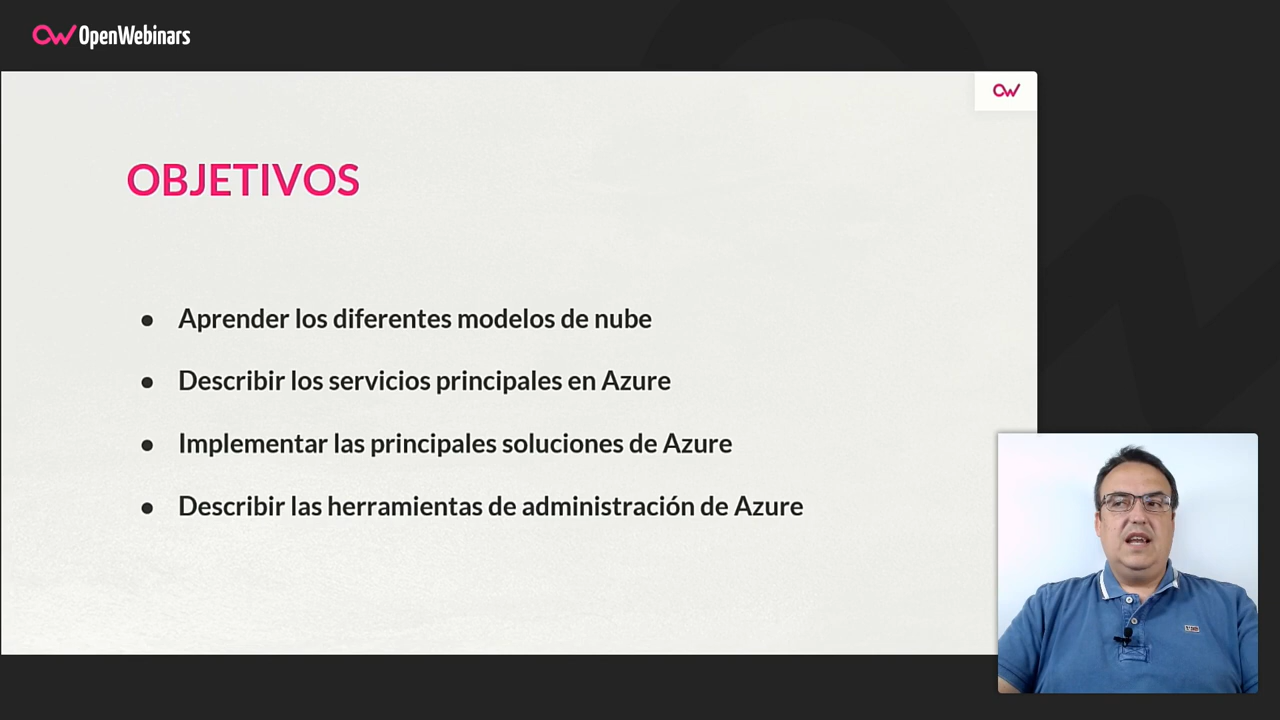 OpenWebinars
OBJETIVOS
● Aprender los diferentes modelos de nube
● Describir los servicios principales en Azure
● Implementar las principales soluciones de Azure
● Describir las herramientas de administración de Azure